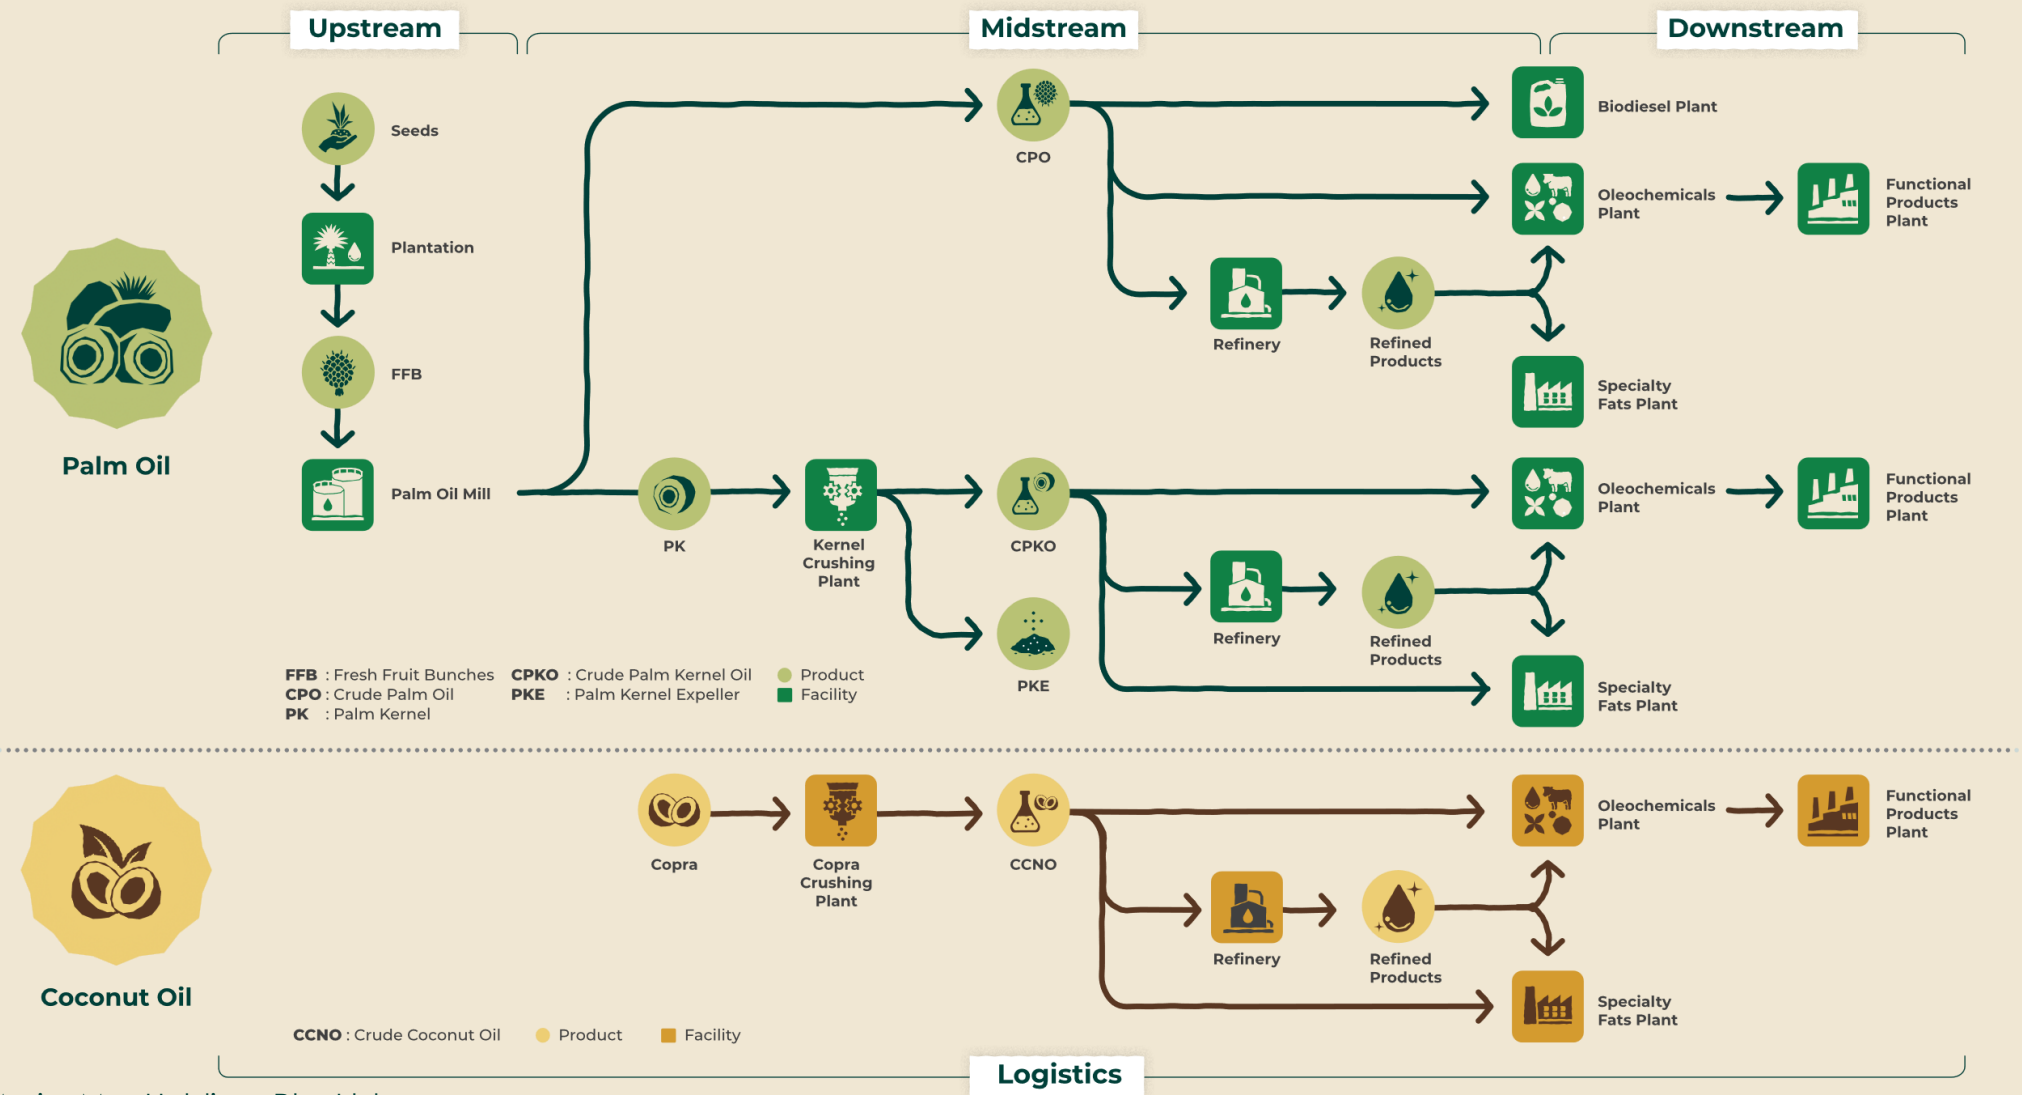 Upstream
Midstream
Downstream
Seeds
Plantation
FFB
Palm Oil Mill
Palm Oil
CPO
Biodiesel Plant
Oleochemicals
Plant
Functional
Products
Plant
Refinery
Refined
Products
Specialty
Fats Plant
PK
Kernel
Crushing
Plant
CPKO
PKE
Oleochemicals
Plant
Functional
Products
Plant
Refinery
Refined
Products
Specialty
Fats Plant
FFB : Fresh Fruit Bunches
CPO : Crude Palm Oil
PK : Palm Kernel
CPKO : Crude Palm Kernel Oil
PKE : Palm Kernel Expeller
Product
Facility
Coconut Oil
Copra
Copra
Crushing
Plant
CCNO
Oleochemicals
Plant
Functional
Products
Plant
Refinery
Refined
Products
Specialty
Fats Plant
CCNO : Crude Coconut Oil
Product
Facility
Logistics